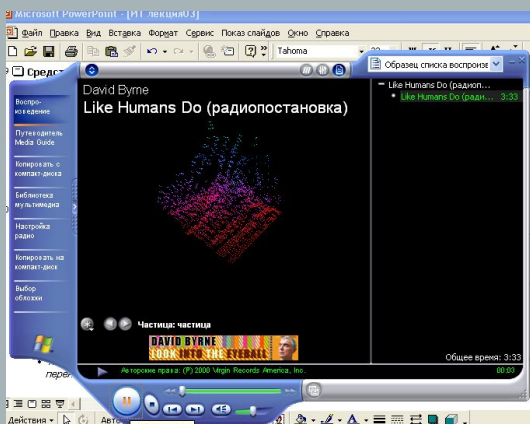 Microsoft PowerPoint - [ИТ лекция03]
Файл Правка Вид Вставка Формат Сервис Показ слайдов Окно Справка
Tahoma
Средст
Образец списка воспроизв
David Byrne
Like Humans Do (радиопостановка)
Like Humans Do (радиоп...
Like Humans Do (ради... 3:33
Воспро-
изведение
Путеводитель
Media Guide
Копировать с
компакт-диска
Библиотека
мультимедиа
Настройка
радио
Копировать на
компакт-диск
Выбор
обложки
Частица: частица
DAVID BYRNE
LOOK INTO THE EYEBALL
Общее время: 3:33
Авторские права: (P) 2000 Virgin Records America, Inc.
00:03
Действия